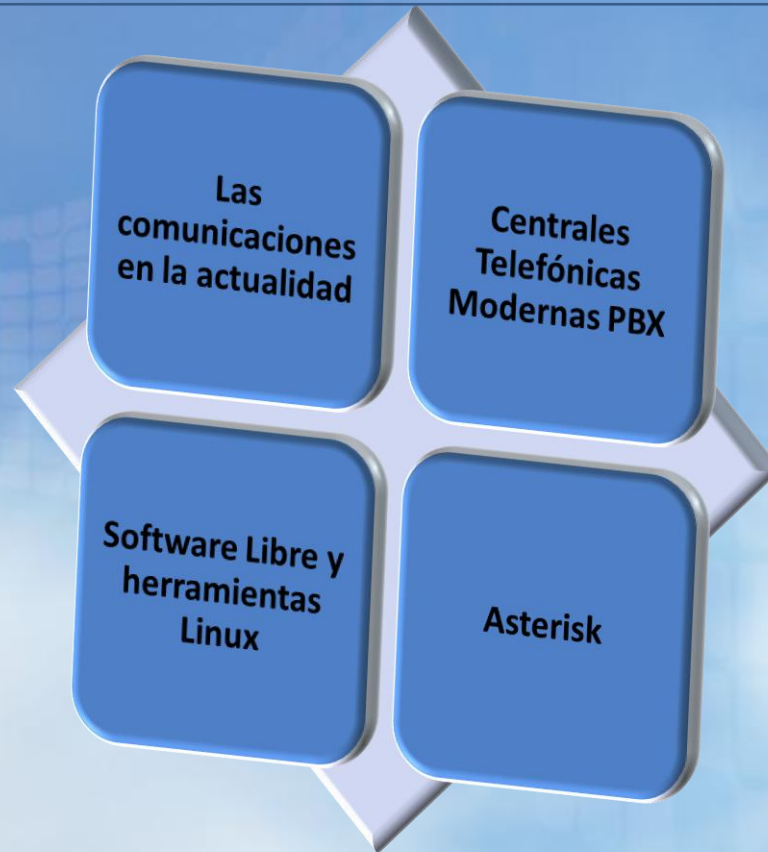 Las
comunicaciones
en la actualidad
Centrales
Telefónicas
Modernas PBX
Software Libre y
herramientas
Linux
Asterisk